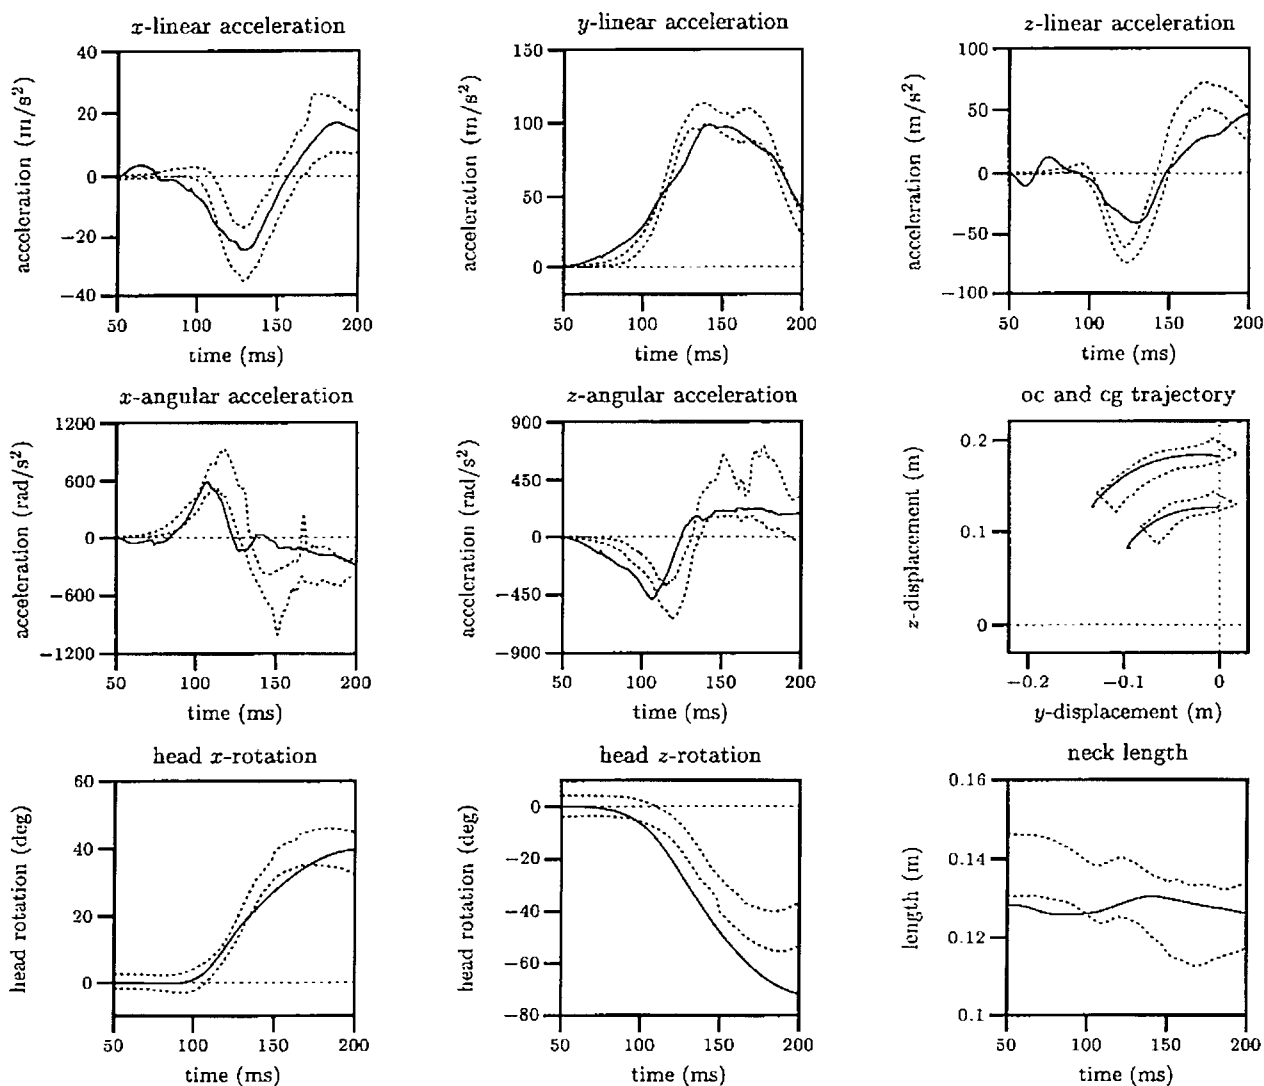 x-linear acceleration
40
20
0
−20
−40
50
100
150
200
acceleration (m/s²)
time (ms)
y-linear acceleration
150
100
50
0
50
100
150
200
acceleration (m/s²)
time (ms)
z-linear acceleration
100
50
0
−50
−100
50
100
150
200
acceleration (m/s²)
time (ms)
x-angular acceleration
1200
600
0
−600
−1200
50
100
150
200
acceleration (rad/s²)
time (ms)
z-angular acceleration
900
450
0
−450
−900
50
100
150
200
acceleration (rad/s²)
time (ms)
oc and cg trajectory
0.2
0.1
0
−0.2
−0.1
0
z-displacement (m)
y-displacement (m)
head x-rotation
60
40
20
0
50
100
150
200
head rotation (deg)
time (ms)
head z-rotation
0
−20
−40
−60
−80
50
100
150
200
head rotation (deg)
time (ms)
neck length
0.16
0.14
0.12
0.1
50
100
150
200
length (m)
time (ms)